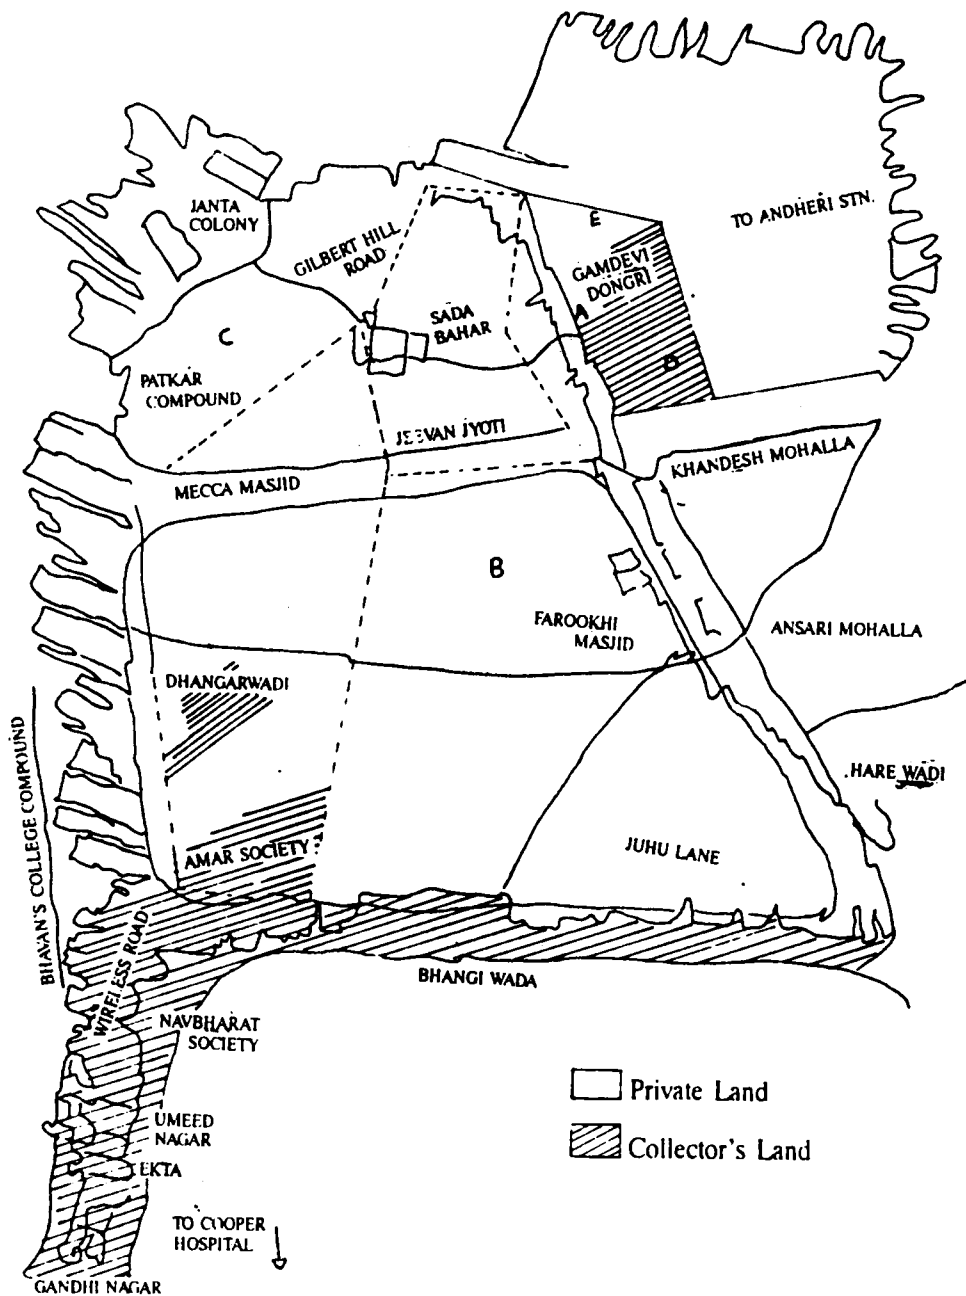 JANTA
COLONY
GILBERT HILL
ROAD
TO ANDHERI STN.
E
GAMDEVI
DONGRI
A
SADA
BAHAR
C
PATKAR
COMPOUND
JEEVAN JYOTI
MECCA MASJID
KHANDESH MOHALLA
B
FAROOKHI
MASJID
ANSARI MOHALLA
DHANGARWADI
BHAVAN'S COLLEGE COMPOUND
HARE WADI
JUHU LANE
AMAR SOCIETY
WIRELESS ROAD
BHANGI WADA
NAVBHARAT
SOCIETY
Private Land
UMEED
NAGAR
Collector's Land
EKTA
TO COOPER
HOSPITAL
GANDHI NAGAR